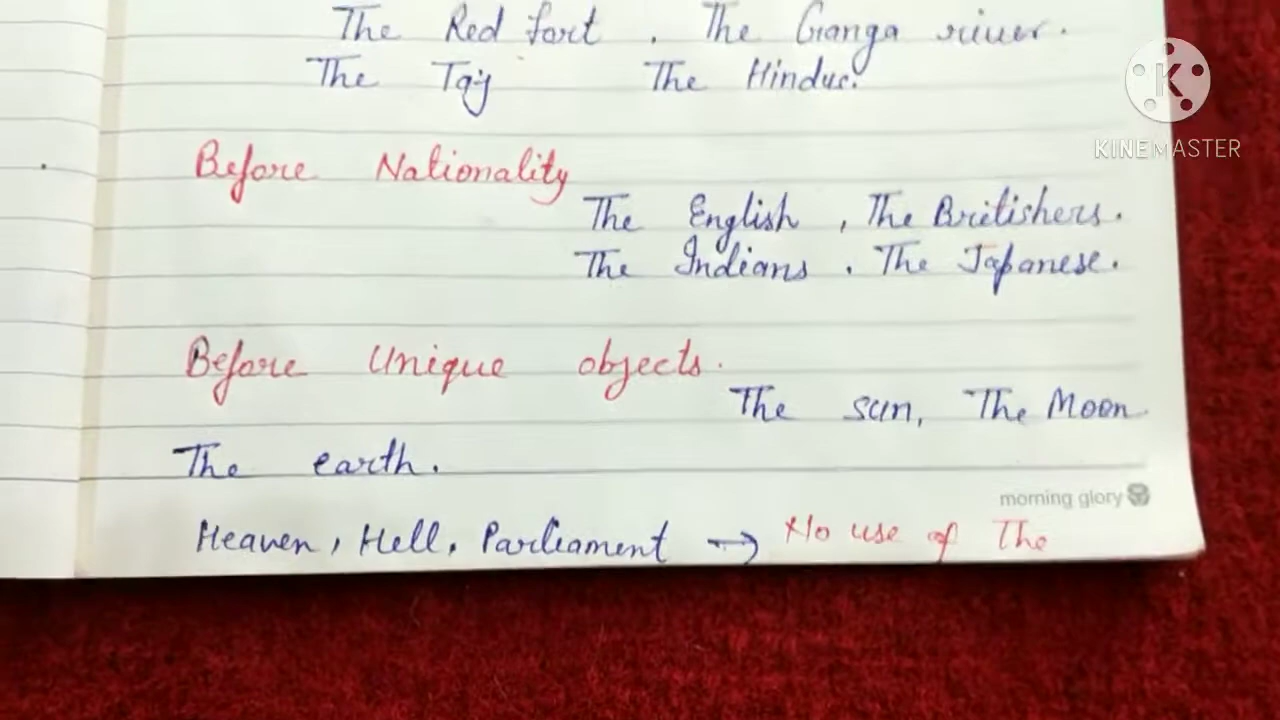 The Red fort . The Ganga river.
The Taj The Hindus.
KINEMASTER
Before Nationality
The English , The Britishers.
The Indians . The Japanese.
Before Unique objects.
The sun, The Moon
The earth.
morning glory
Heaven, Hell, Parliament → No use of The